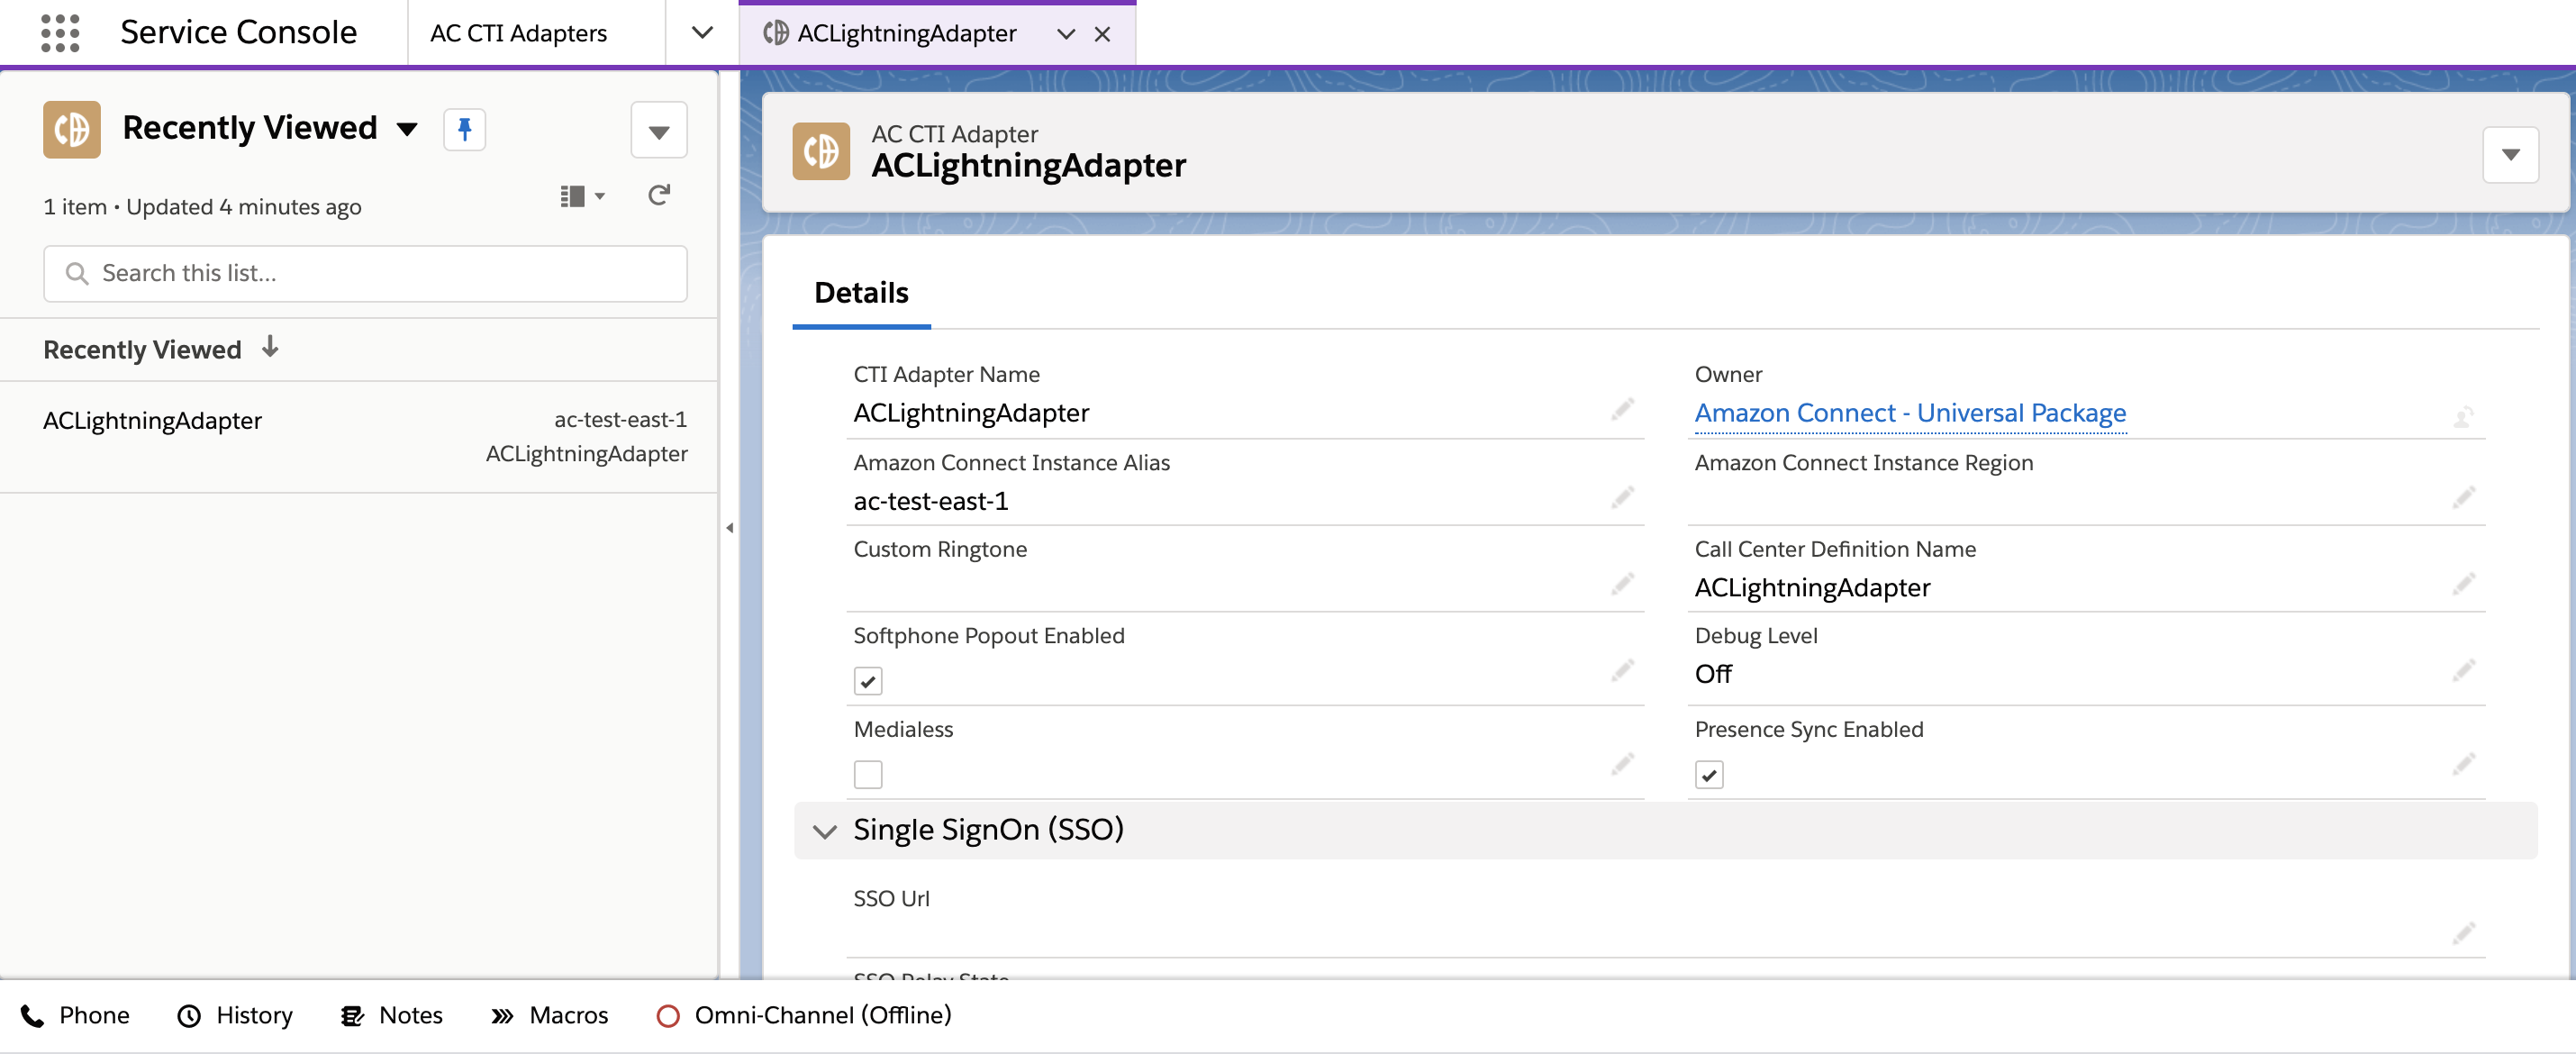 Service Console
AC CTI Adapters
ACLightningAdapter
Recently Viewed
1 item • Updated 4 minutes ago
Search this list...
Recently Viewed
ACLightningAdapter
ac-test-east-1
ACLightningAdapter
AC CTI Adapter
ACLightningAdapter
Details
CTI Adapter Name
ACLightningAdapter
Owner
Amazon Connect - Universal Package
Amazon Connect Instance Alias
ac-test-east-1
Amazon Connect Instance Region
Custom Ringtone
Call Center Definition Name
ACLightningAdapter
Softphone Popout Enabled
Debug Level
Off
Medialess
Presence Sync Enabled
Single SignOn (SSO)
SSO Url
SSO Relay State
Phone
History
Notes
Macros
Omni-Channel (Offline)